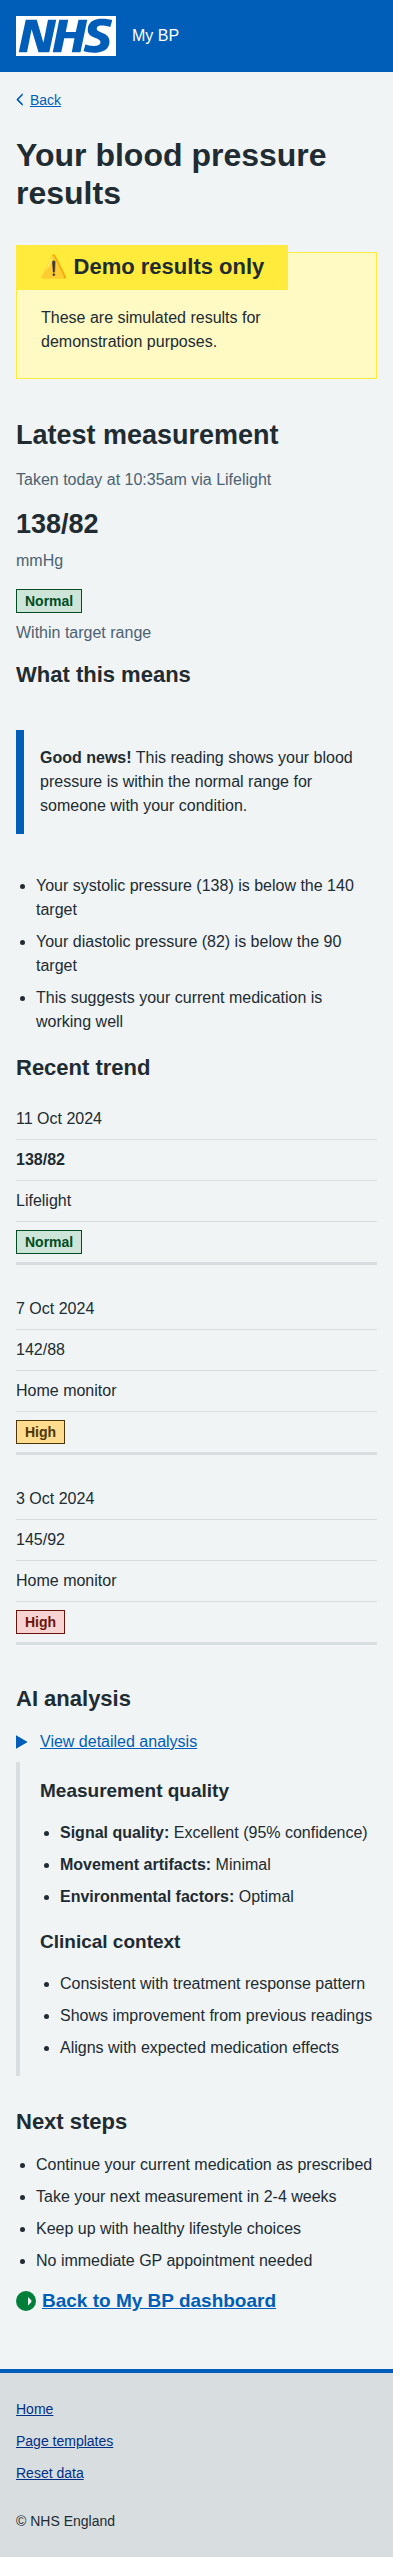 NHS My BP
Back
Your blood pressure
results
⚠️ Demo results only
These are simulated results for
demonstration purposes.
Latest measurement
Taken today at 10:35am via Lifelight
138/82
mmHg
Normal
Within target range
What this means
Good news! This reading shows your blood
pressure is within the normal range for
someone with your condition.
• Your systolic pressure (138) is below the 140
target
• Your diastolic pressure (82) is below the 90
target
• This suggests your current medication is
working well
Recent trend
11 Oct 2024
138/82
Lifelight
Normal
7 Oct 2024
142/88
Home monitor
High
3 Oct 2024
145/92
Home monitor
High
AI analysis
View detailed analysis
Measurement quality
• Signal quality: Excellent (95% confidence)
• Movement artifacts: Minimal
• Environmental factors: Optimal
Clinical context
• Consistent with treatment response pattern
• Shows improvement from previous readings
• Aligns with expected medication effects
Next steps
• Continue your current medication as prescribed
• Take your next measurement in 2-4 weeks
• Keep up with healthy lifestyle choices
• No immediate GP appointment needed
Back to My BP dashboard
Home
Page templates
Reset data
© NHS England